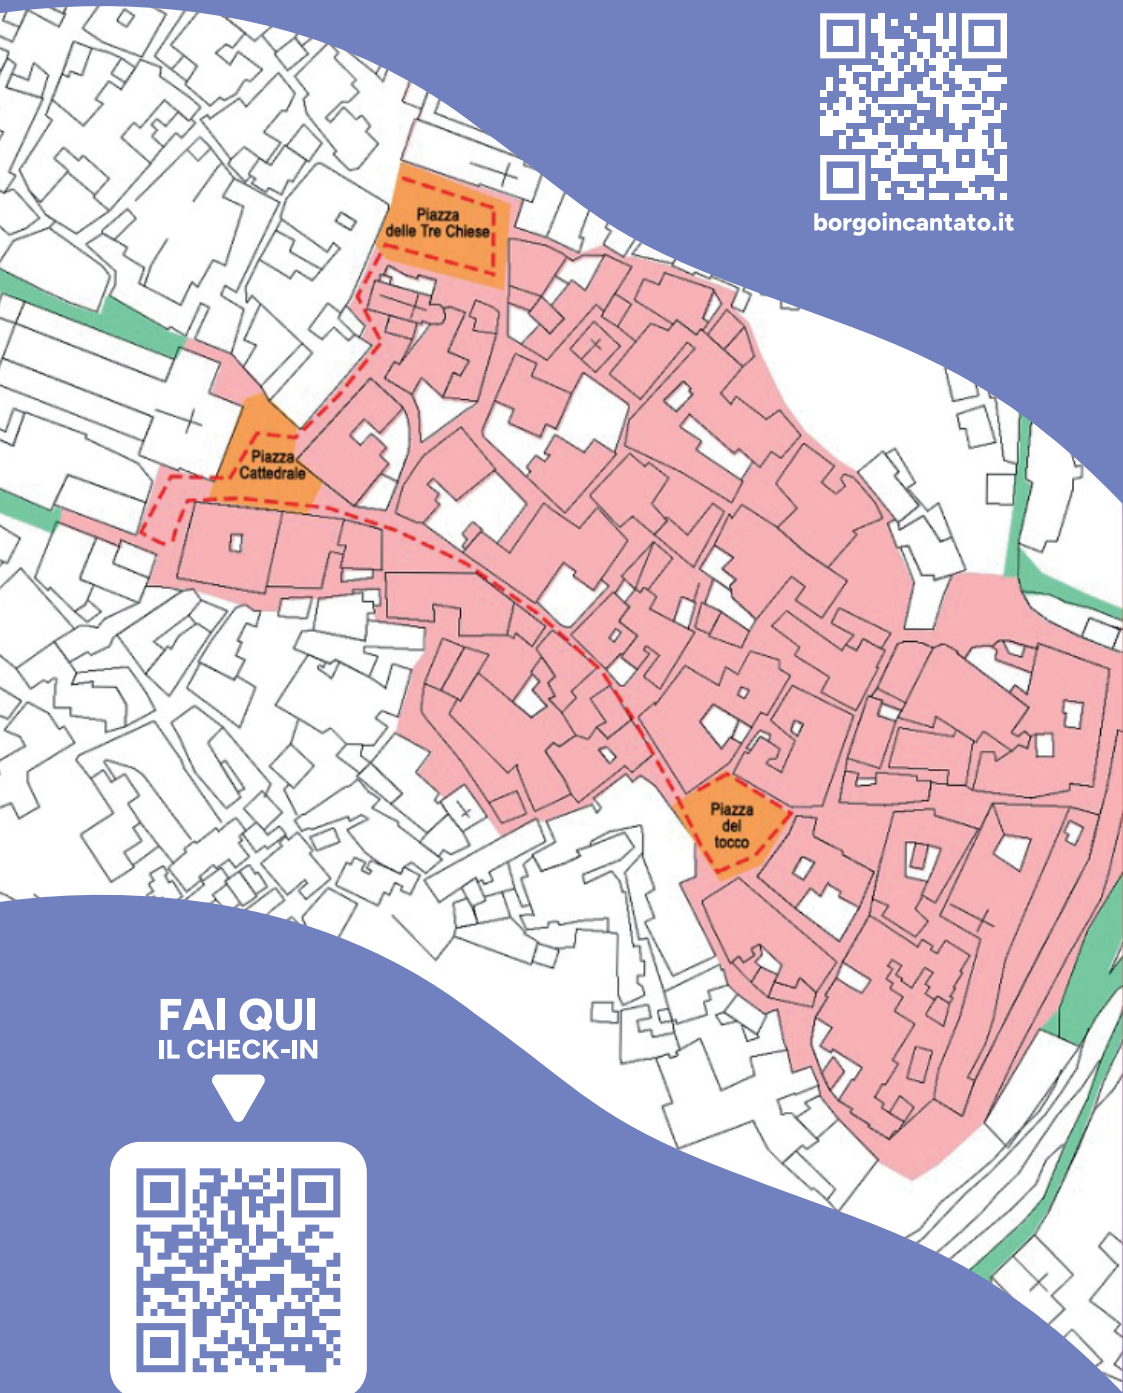 borgoincantato.it
Piazza
delle Tre Chiese
Piazza
Cattedrale
Piazza
del
tocco
FAI QUI
IL CHECK-IN